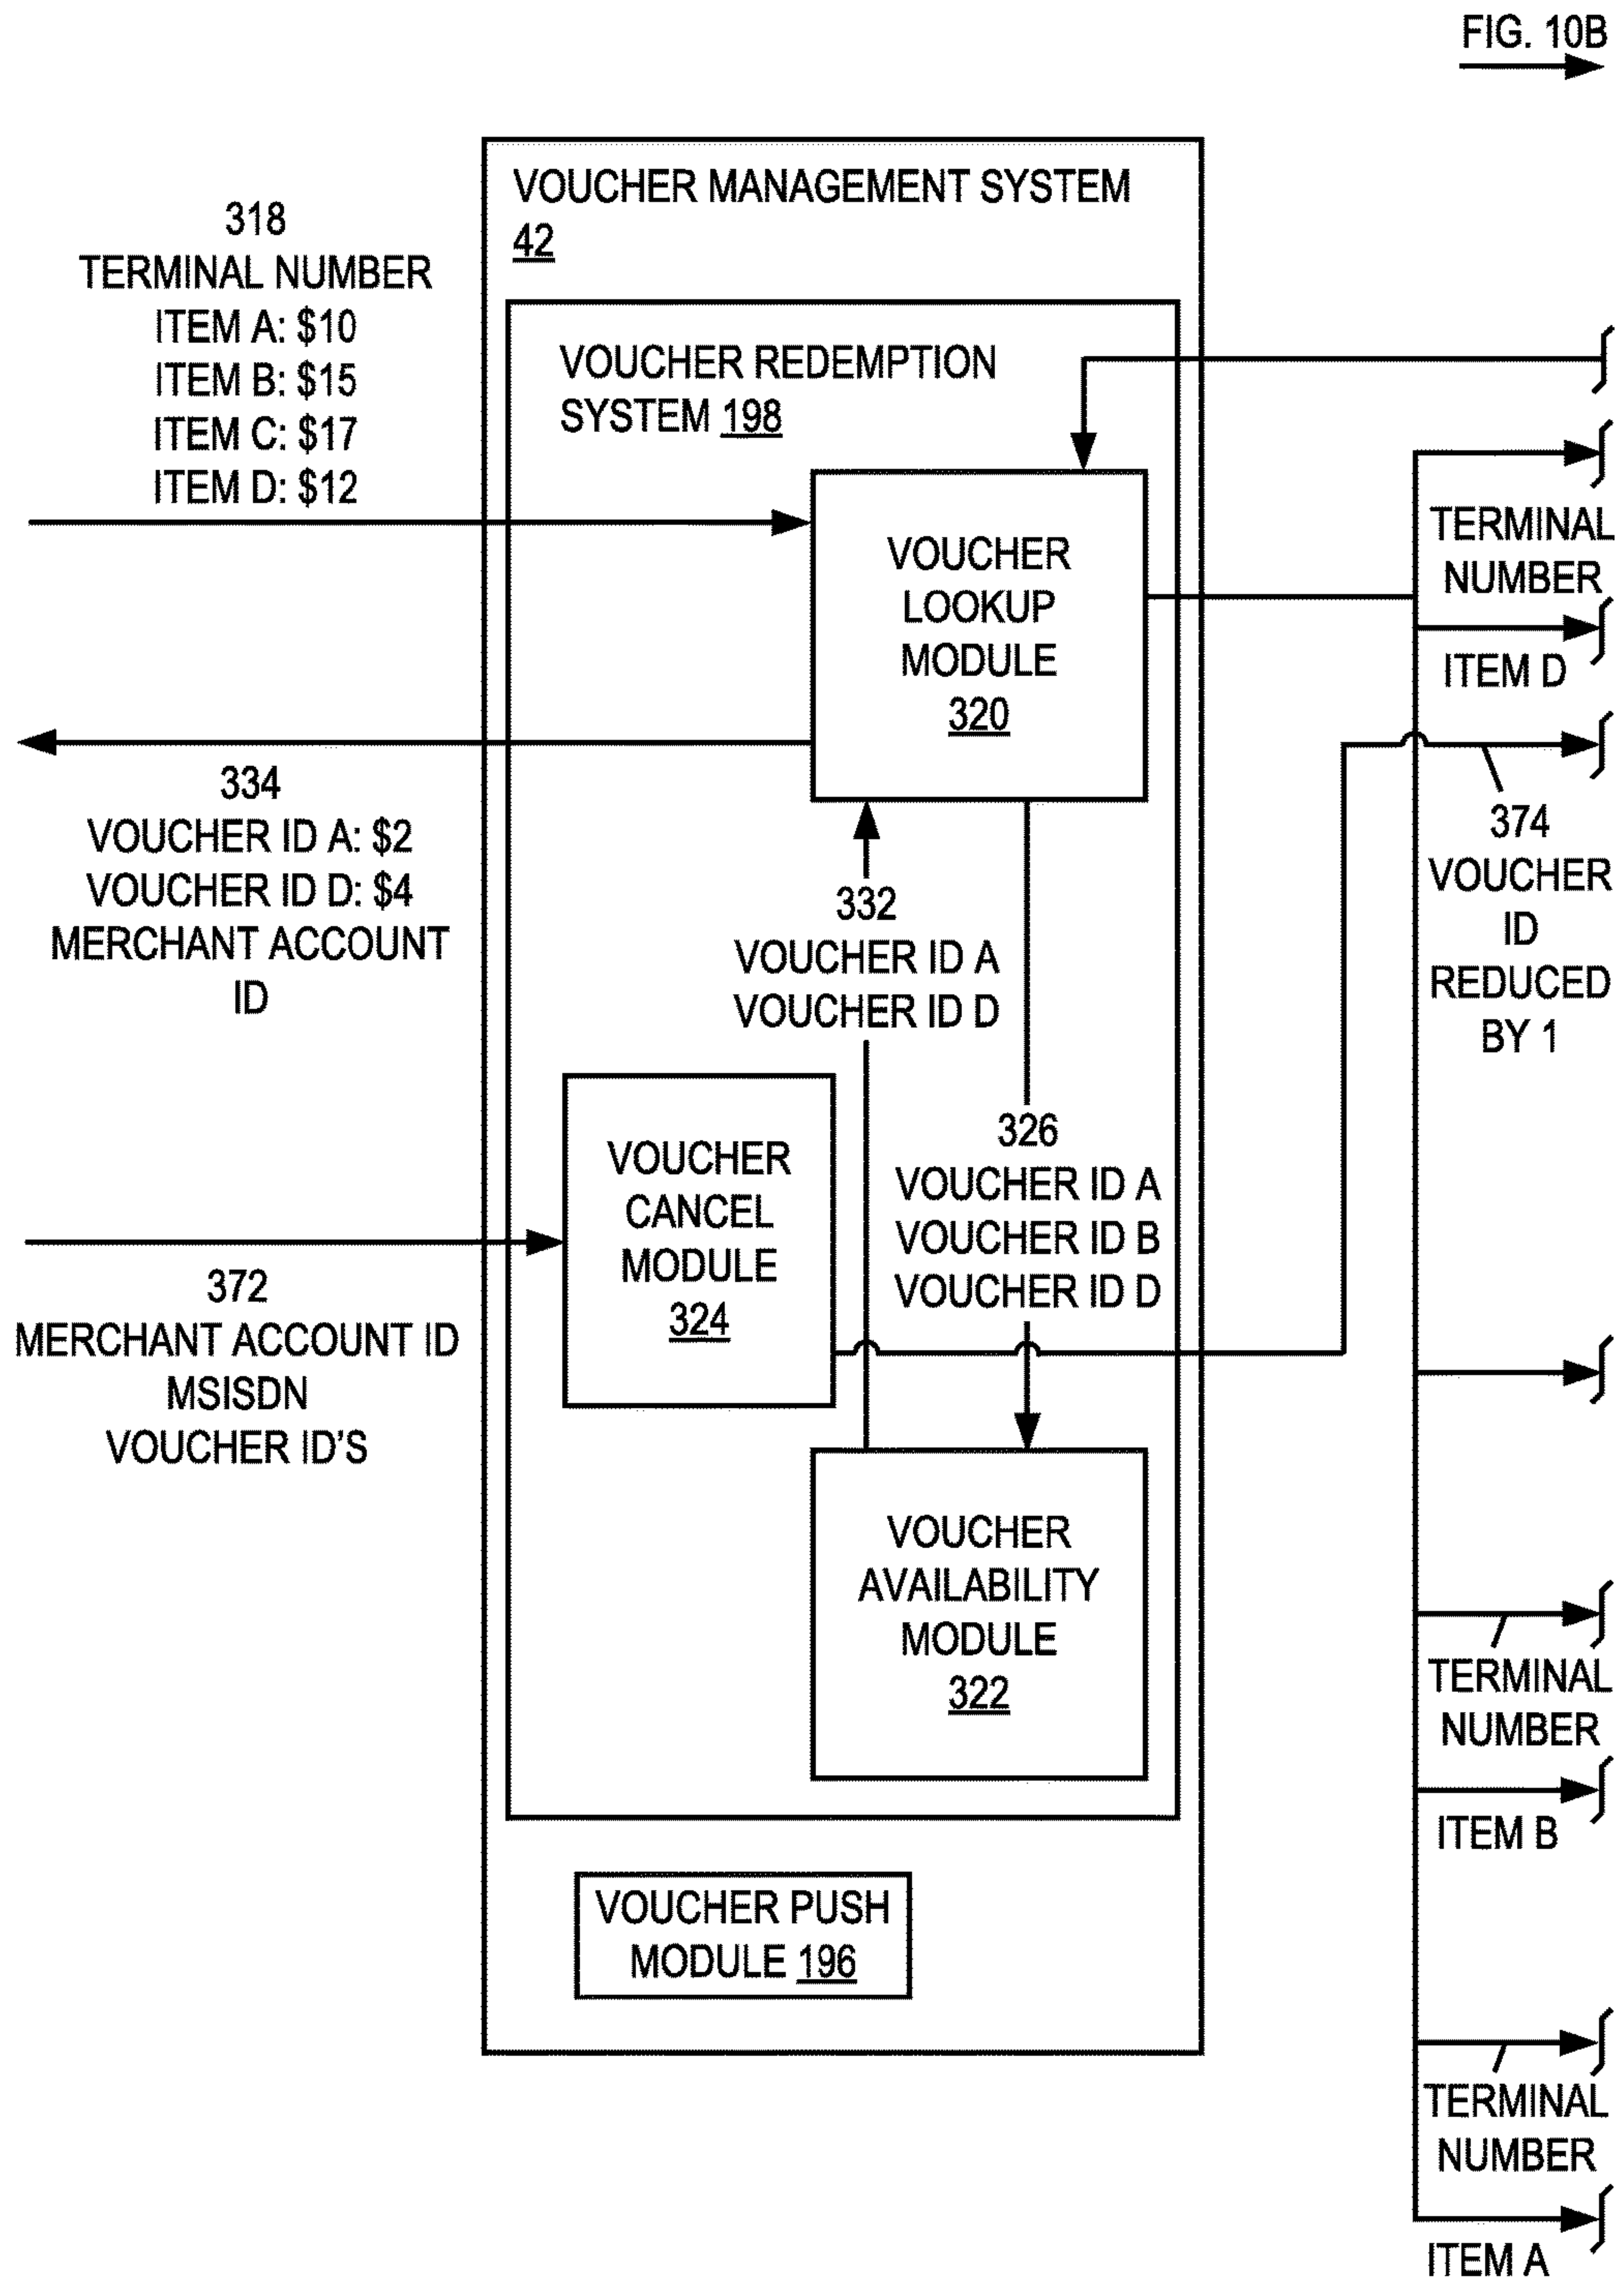 FIG. 10B
VOUCHER MANAGEMENT SYSTEM
42
318
TERMINAL NUMBER
ITEM A: $10
ITEM B: $15
ITEM C: $17
ITEM D: $12
VOUCHER REDEMPTION
SYSTEM 198
VOUCHER
LOOKUP
MODULE
320
TERMINAL
NUMBER
ITEM D
334
VOUCHER ID A: $2
VOUCHER ID D: $4
MERCHANT ACCOUNT
ID
332
VOUCHER ID A
VOUCHER ID D
374
VOUCHER
ID
REDUCED
BY 1
326
VOUCHER ID A
VOUCHER ID B
VOUCHER ID D
VOUCHER
CANCEL
MODULE
324
372
MERCHANT ACCOUNT ID
MSISDN
VOUCHER ID'S
VOUCHER
AVAILABILITY
MODULE
322
TERMINAL
NUMBER
ITEM B
VOUCHER PUSH
MODULE 196
TERMINAL
NUMBER
ITEM A